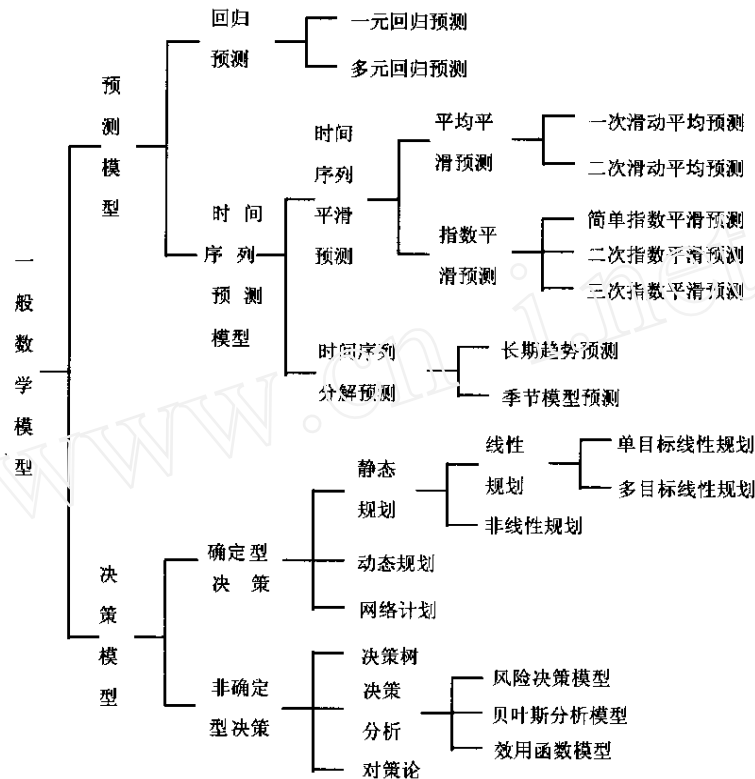 一般数学模型
预测模型
回归
预测
一元回归预测
多元回归预测
时间
序列
预测
模型
时间
序列
平滑
预测
平均平
滑预测
一次滑动平均预测
二次滑动平均预测
指数平
滑预测
简单指数平滑预测
二次指数平滑预测
三次指数平滑预测
时间序列
分解预测
长期趋势预测
季节模型预测
决策模型
确定型
决策
静态
规划
线性
规划
单目标线性规划
多目标线性规划
非线性规划
动态规划
网络计划
非确定
型决策
决策树
决策
分析
风险决策模型
贝叶斯分析模型
效用函数模型
对策论